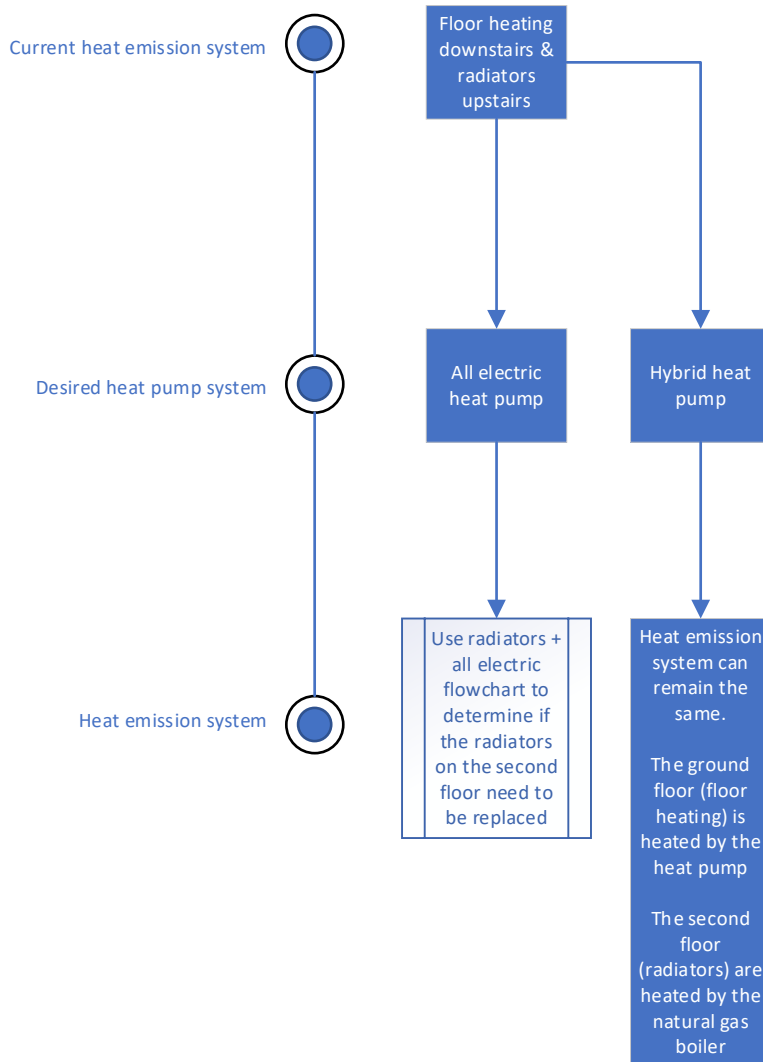 Current heat emission system
Floor heating
downstairs &
radiators
upstairs
Desired heat pump system
All electric
heat pump
Hybrid heat
pump
Heat emission system
Use radiators +
all electric
flowchart to
determine if
the radiators
on the second
floor need to
be replaced
Heat emission
system can
remain the
same.
The ground
floor (floor
heating) is
heated by the
heat pump
The second
floor
(radiators) are
heated by the
natural gas
boiler